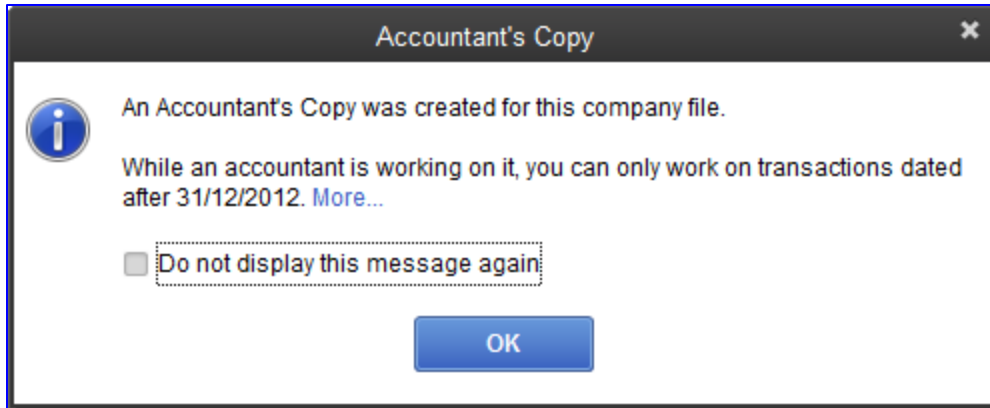 Accountant's Copy
An Accountant's Copy was created for this company file.
While an accountant is working on it, you can only work on transactions dated
after 31/12/2012. More...
Do not display this message again
OK